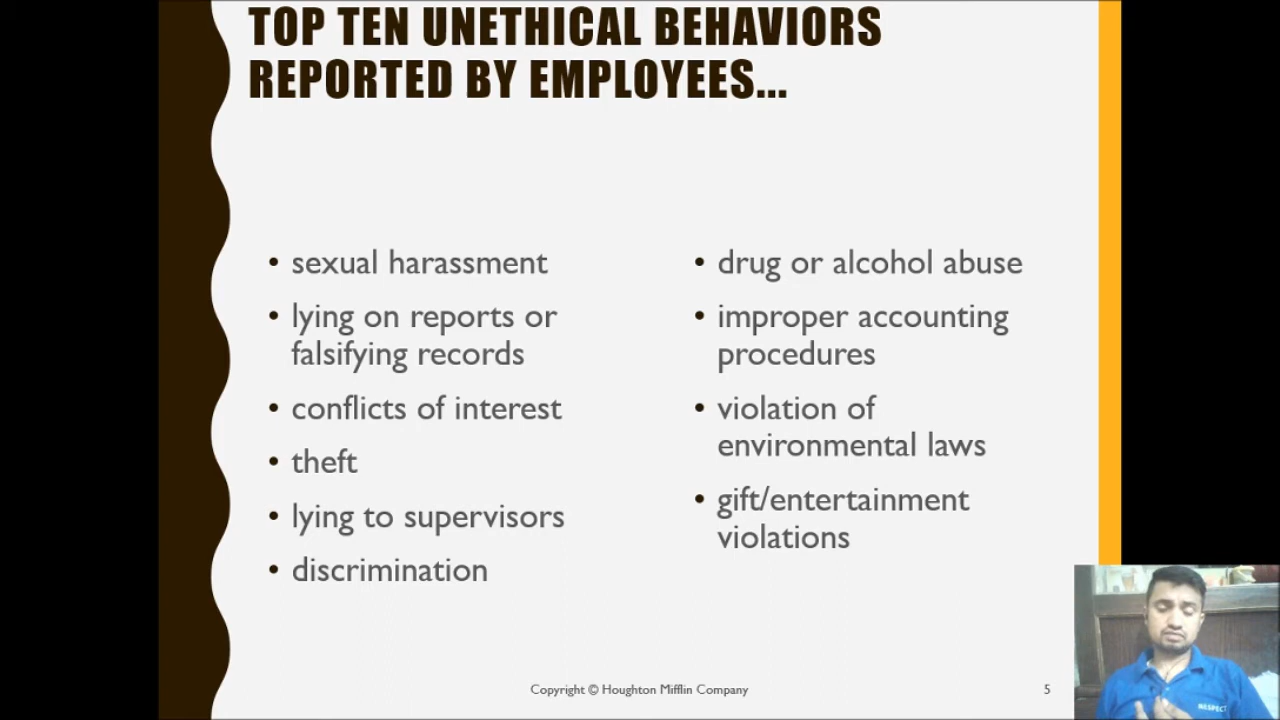 TOP TEN UNETHICAL BEHAVIORS
REPORTED BY EMPLOYEES...
• sexual harassment
• lying on reports or
falsifying records
• conflicts of interest
• theft
• lying to supervisors
• discrimination
• drug or alcohol abuse
• improper accounting
procedures
• violation of
environmental laws
• gift/entertainment
violations
Copyright © Houghton Mifflin Company
5